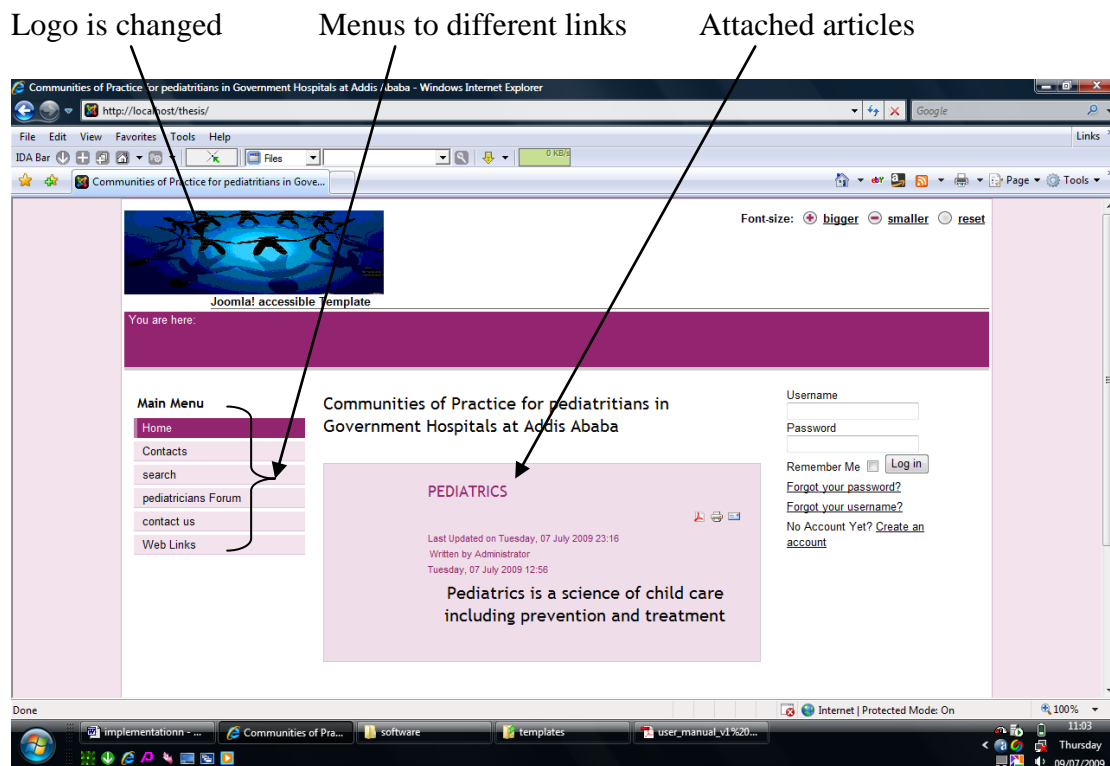 Logo is changed Menus to different links Attached articles
Communities of Practice for pediatritians in Government Hospitals at Addis Ababa - Windows Internet Explorer
http://localhost/thesis/ Google
File Edit View Favorites Tools Help Links
IDA Bar Files 0 KB/s
Communities of Practice for pediatritians in Gove... Page Tools
Font-size: bigger smaller reset
Joomla! accessible Template
You are here:
Main Menu
Home
Contacts
search
pediatricians Forum
contact us
Web Links
Communities of Practice for pediatritians in
Government Hospitals at Addis Ababa
PEDIATRICS
Last Updated on Tuesday, 07 July 2009 23:16
Written by Administrator
Tuesday, 07 July 2009 12:56
Pediatrics is a science of child care
including prevention and treatment
Username
Password
Remember Me Log in
Forgot your password?
Forgot your username?
No Account Yet? Create an
account
Done Internet | Protected Mode: On 100%
implementationn - ... Communities of Pra... software templates user_manual_v1%20... 11:03
Thursday
09/07/2009